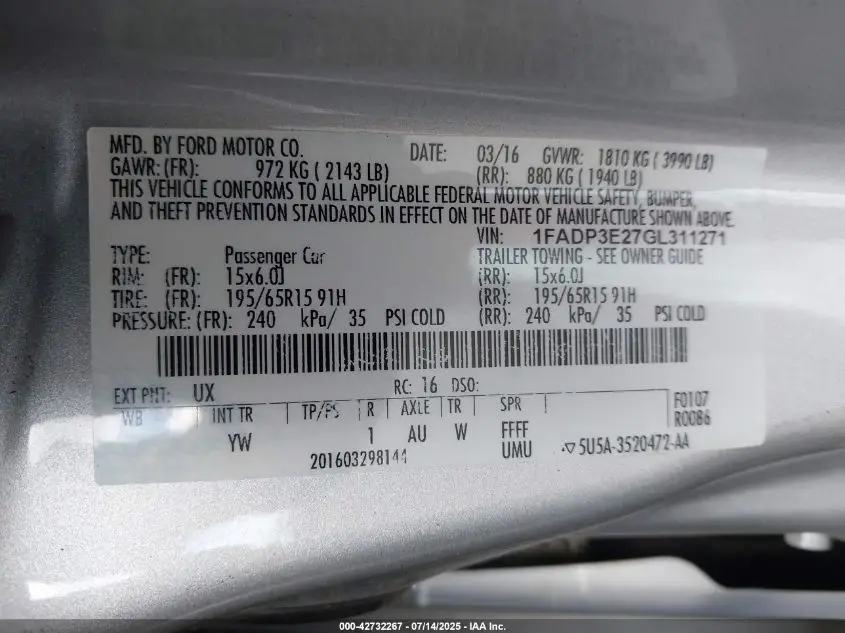 MFD. BY FORD MOTOR CO. DATE: 03/16 GVWR: 1810 KG ( 3990 LB)
GAWR: (FR): 972 KG ( 2143 LB) (RR): 880 KG ( 1940 LB)
THIS VEHICLE CONFORMS TO ALL APPLICABLE FEDERAL MOTOR VEHICLE SAFETY, BUMPER,
AND THEFT PREVENTION STANDARDS IN EFFECT ON THE DATE OF MANUFACTURE SHOWN ABOVE.
VIN: 1FADP3E27GL311271
TYPE: Passenger Car TRAILER TOWING - SEE OWNER GUIDE
RIM: (FR): 15x6.0J (RR): 15x6.0J
TIRE: (FR): 195/65R15 91H (RR): 195/65R15 91H
PRESSURE: (FR): 240 kPa/ 35 PSI COLD (RR): 240 kPa/ 35 PSI COLD
EXT PNT: UX RC: 16 DSO:
WB INT TR TP/PS R AXLE TR SPR F0107
R0086
YW 1 AU W FFFF
UMU
201603298144 5U5A-3520472-AA
000-42732267 - 07/14/2025 - IAA Inc.